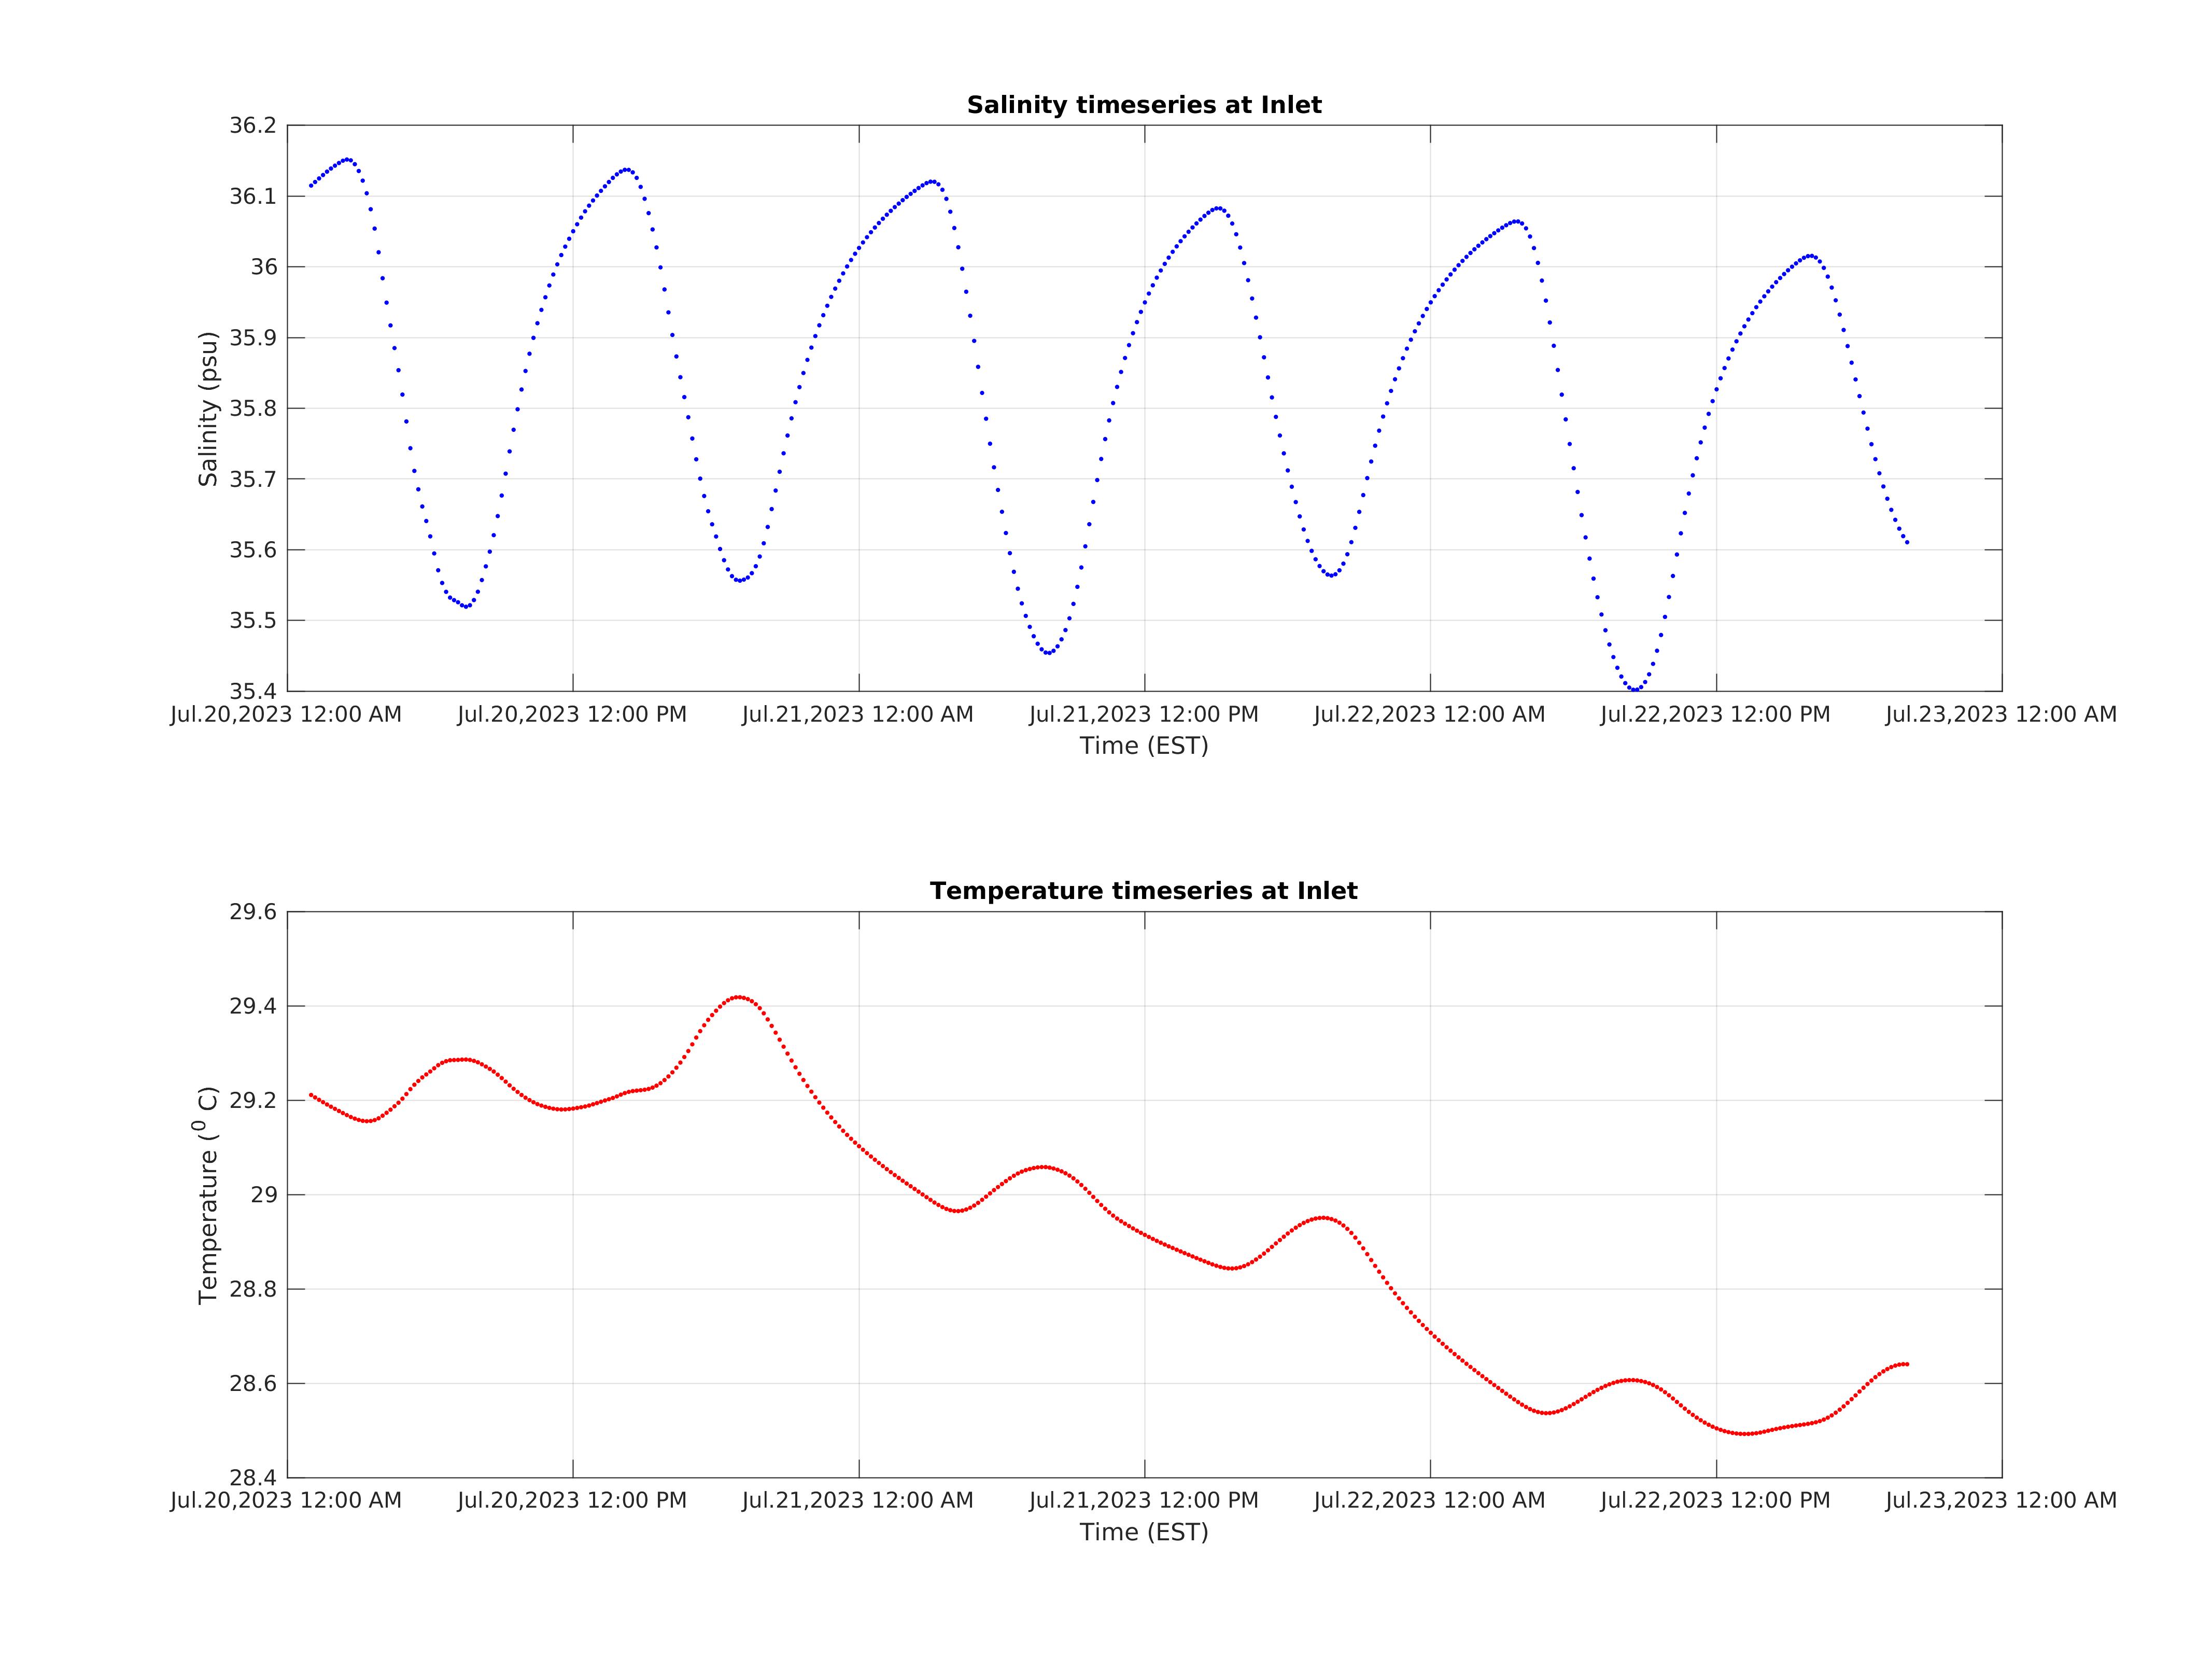 Salinity timeseries at Inlet
36.2
36.1
36
35.9
35.8
35.7
35.6
35.5
35.4
Salinity (psu)
Jul.20,2023 12:00 AM Jul.20,2023 12:00 PM Jul.21,2023 12:00 AM Jul.21,2023 12:00 PM Jul.22,2023 12:00 AM Jul.22,2023 12:00 PM Jul.23,2023 12:00 AM
Time (EST)
Temperature timeseries at Inlet
29.6
29.4
29.2
29
28.8
28.6
28.4
Temperature (⁰ C)
Jul.20,2023 12:00 AM Jul.20,2023 12:00 PM Jul.21,2023 12:00 AM Jul.21,2023 12:00 PM Jul.22,2023 12:00 AM Jul.22,2023 12:00 PM Jul.23,2023 12:00 AM
Time (EST)